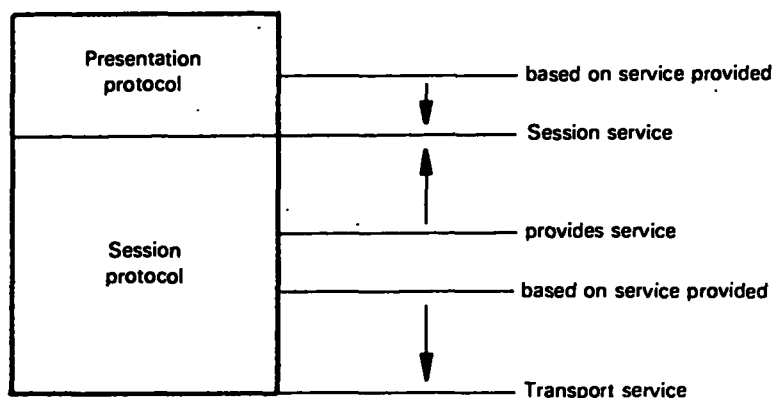 Presentation
protocol
based on service provided
Session service
provides service
Session
protocol
based on service provided
Transport service